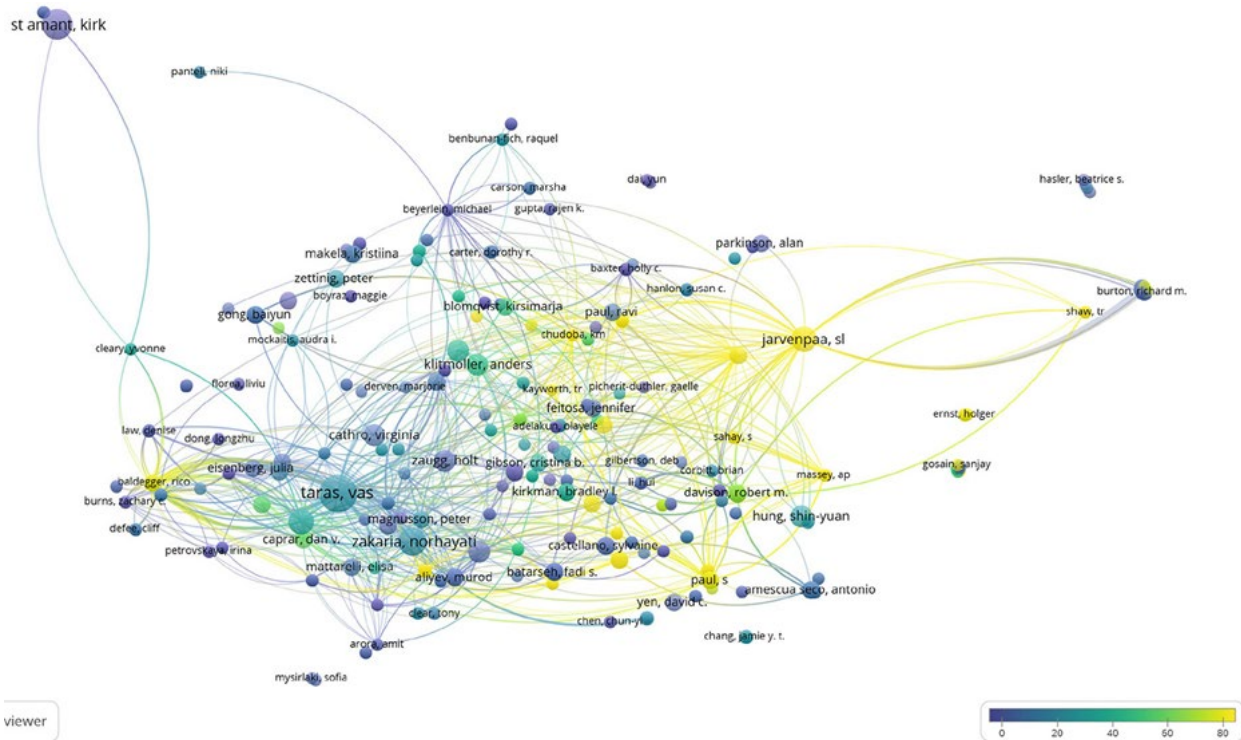 st amant, kirk
panteli, niki
benbunan-fich, raquel
dai, yun
hasler, beatrice s.
carson, marsha
beyerlein, michael
gupta, rajen k.
parkinson, alan
makela, kristiina
carter, dorothy r.
baxter, holly c.
zettinig, peter
hanlon, susan c.
burton, richard m.
boyraz, maggie
blomqvist, kirsimarja
gong, baiyun
paul, ravi
shaw, tr
chudoba, km
mockaitis, audra i.
jarvenpaa, sl
cleary, yvonne
klitmoller, anders
florea, liviu
derven, marjorie
kayworth, tr
picherit-duthler, gaelle
feitosa, jennifer
ernst, holger
law, denise
adelakun, olayele
dong, longzhu
cathro, virginia
sahay, s
eisenberg, julia
zaugg, holt
gibson, cristina b.
gilbertson, deb
gosain, sanjay
corbitt, brian
massey, ap
baldegger, rico
li, hui
taras, vas
kirkman, bradley l.
davison, robert m.
burns, zachary c.
magnusson, peter
hung, shin-yuan
defee, cliff
caprar, dan v.
zakaria, norhayati
castellano, sylvaine
petrovskaya, irina
mattarelli, elisa
aliyev, murod
batarseh, fadi s.
paul, s
amescua seco, antonio
yen, david c.
clear, tony
chen, chun-yi
chang, jamie y. t.
arora, amit
mysirlaki, sofia
viewer
0 20 40 60 80